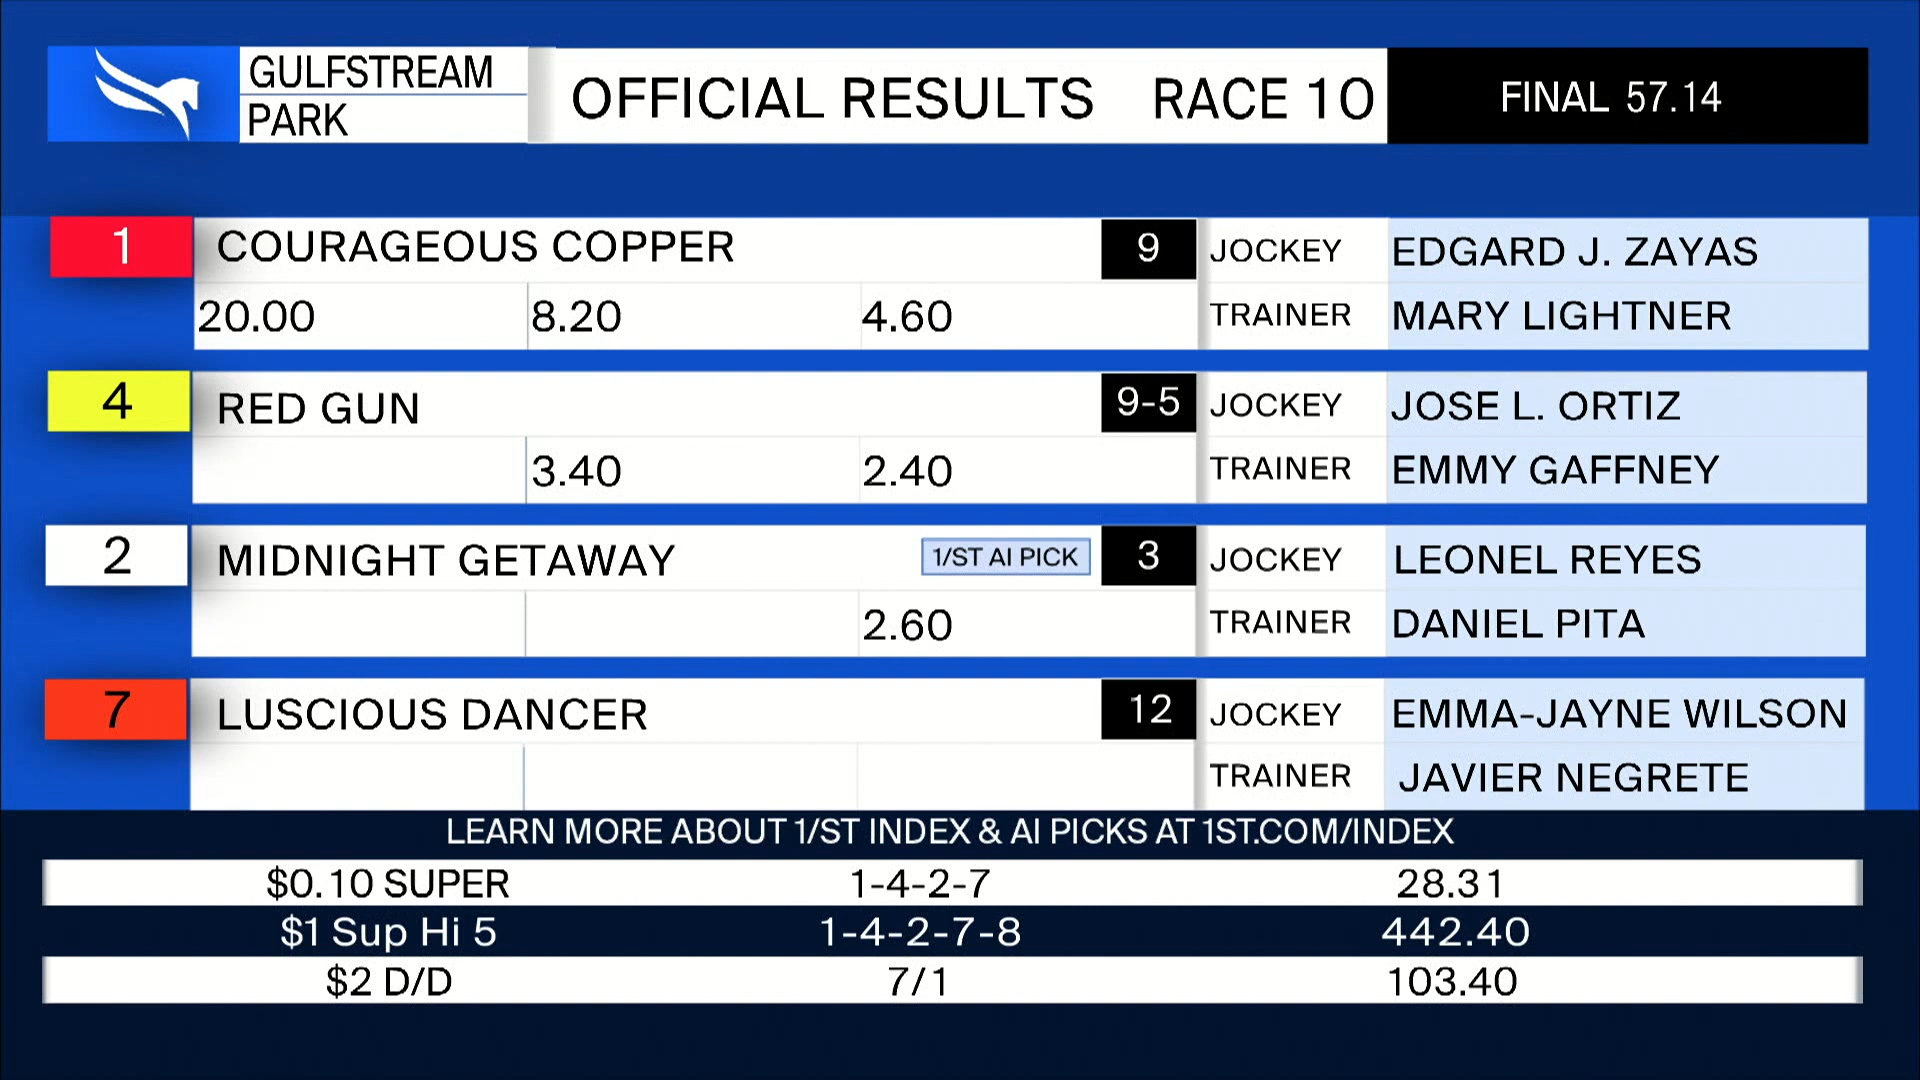 GULFSTREAM
PARK
OFFICIAL RESULTS RACE 10 FINAL 57.14
1 COURAGEOUS COPPER 9 JOCKEY EDGARD J. ZAYAS
20.00 8.20 4.60 TRAINER MARY LIGHTNER
4 RED GUN 9-5 JOCKEY JOSE L. ORTIZ
3.40 2.40 TRAINER EMMY GAFFNEY
2 MIDNIGHT GETAWAY 1/ST AI PICK 3 JOCKEY LEONEL REYES
2.60 TRAINER DANIEL PITA
7 LUSCIOUS DANCER 12 JOCKEY EMMA-JAYNE WILSON
TRAINER JAVIER NEGRETE
LEARN MORE ABOUT 1/ST INDEX & AI PICKS AT 1ST.COM/INDEX
$0.10 SUPER 1-4-2-7 28.31
$1 Sup Hi 5 1-4-2-7-8 442.40
$2 D/D 7/1 103.40